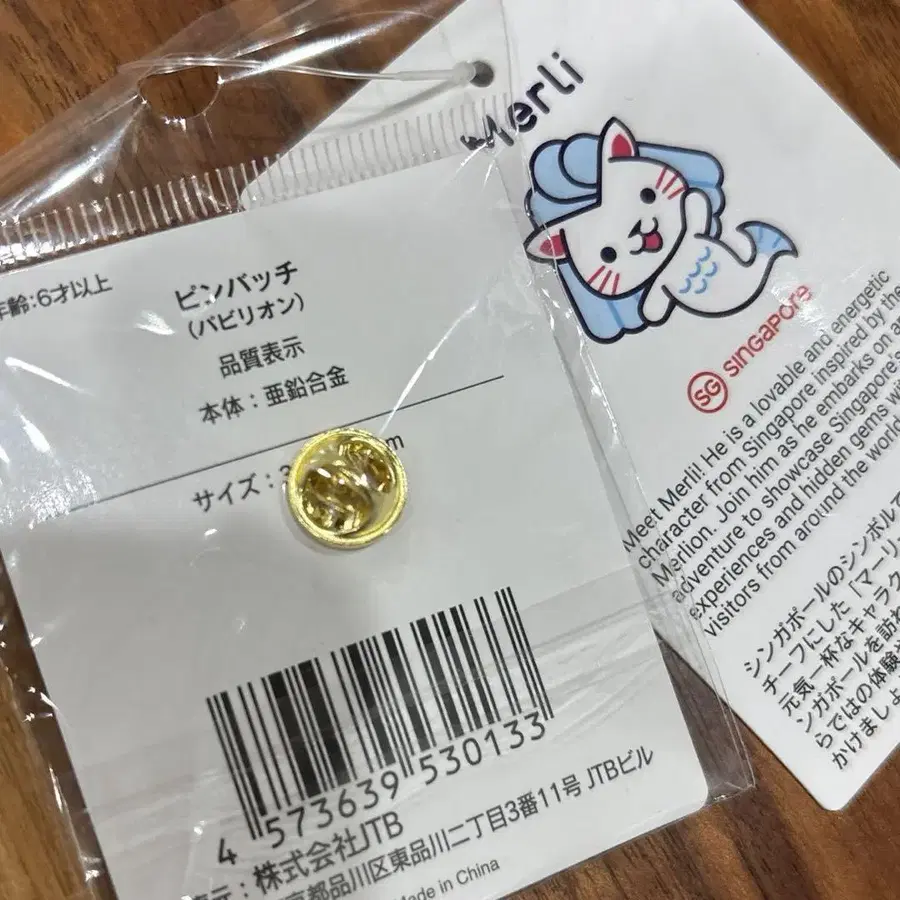 年齢:6才以上
ピンバッチ
(パビリオン)
品質表示
本体：亜鉛合金
サイズ：
4 573639 530133
株式会社JTB
京都品川区東品川二丁目3番11号 JTBビル
Made in China
Merli
SG SINGAPORE
Meet Merli! He is a lovable and energetic
character from Singapore inspired by the
Merlion. Join him as he embarks on a
adventure to showcase Singapore's
experiences and hidden gems
visitors from around the world
シンガポールのシンボル
チーフにした「マーリ
元気一杯なキャラク
ンガポールを訪
らではの体験
かけましょ